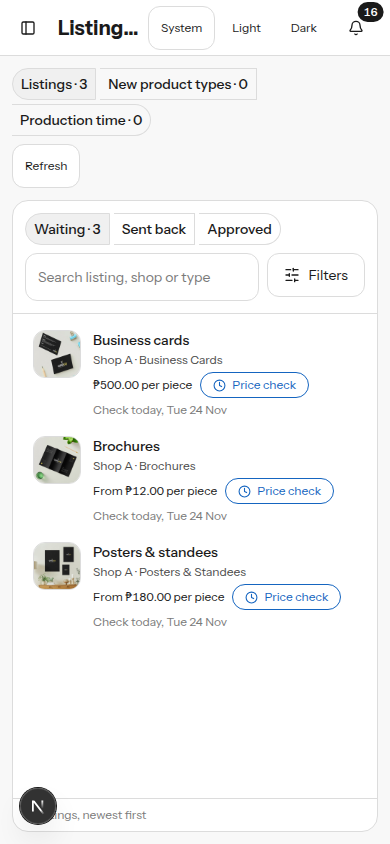 Listing...
System
Light
Dark
16
Listings · 3
New product types · 0
Production time · 0
Refresh
Waiting · 3
Sent back
Approved
Search listing, shop or type
Filters
Business cards
Shop A · Business Cards
₱500.00 per piece
Price check
Check today, Tue 24 Nov
Brochures
Shop A · Brochures
From ₱12.00 per piece
Price check
Check today, Tue 24 Nov
Posters & standees
Shop A · Posters & Standees
From ₱180.00 per piece
Price check
Check today, Tue 24 Nov
N
ings, newest first